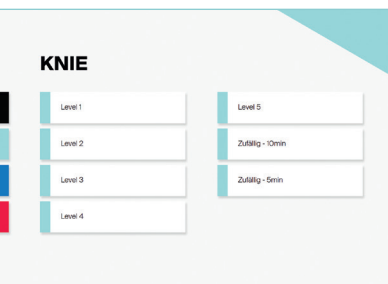 KNIE
Level 1
Level 2
Level 3
Level 4
Level 5
Zufällig - 10min
Zufällig - 5min